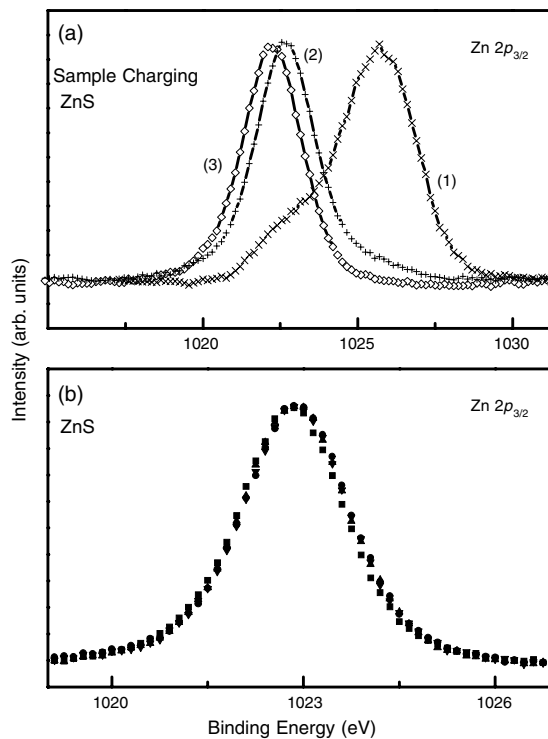 (a)
(2)
Zn 2p3/2
Sample Charging
ZnS
(3)
(1)
1020
1025
1030
Intensity (arb. units)
(b)
ZnS
Zn 2p3/2
1020
1023
1026
Binding Energy (eV)